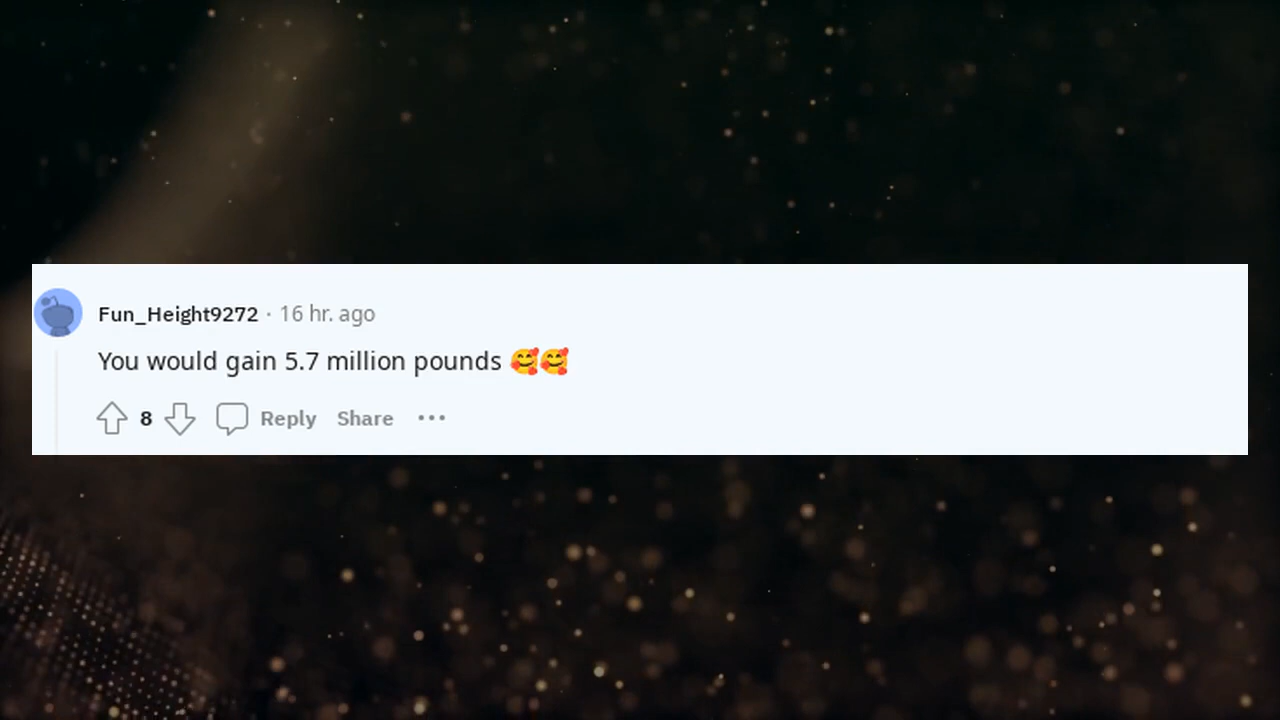 Fun_Height9272 · 16 hr. ago
You would gain 5.7 million pounds 🥰🥰
8 Reply Share ···